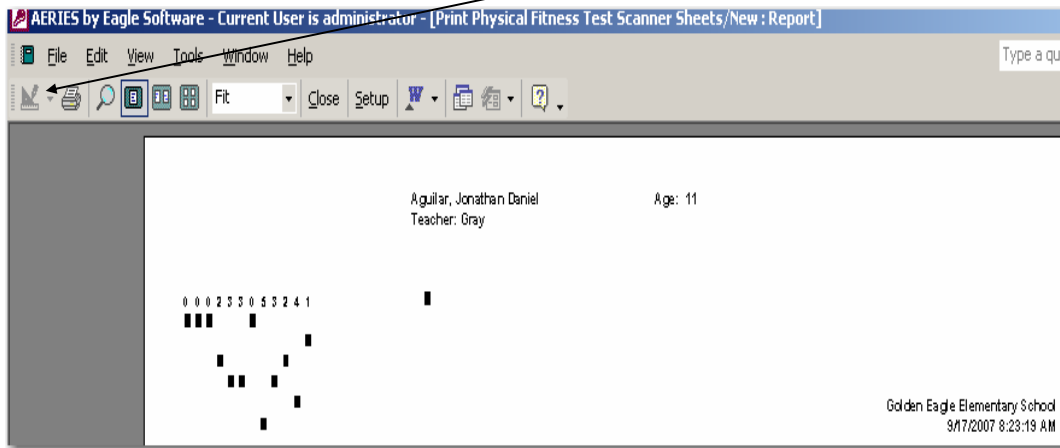 AERIES by Eagle Software - Current User is administrator - [Print Physical Fitness Test Scanner Sheets/New : Report]
File Edit View Tools Window Help Type a qu
Fit Close Setup
Aguilar, Jonathan Daniel Age: 11
Teacher: Gray
0 0 0 2 3 3 0 5 3 2 4 1
Golden Eagle Elementary School
9/17/2007 8:23:19 AM